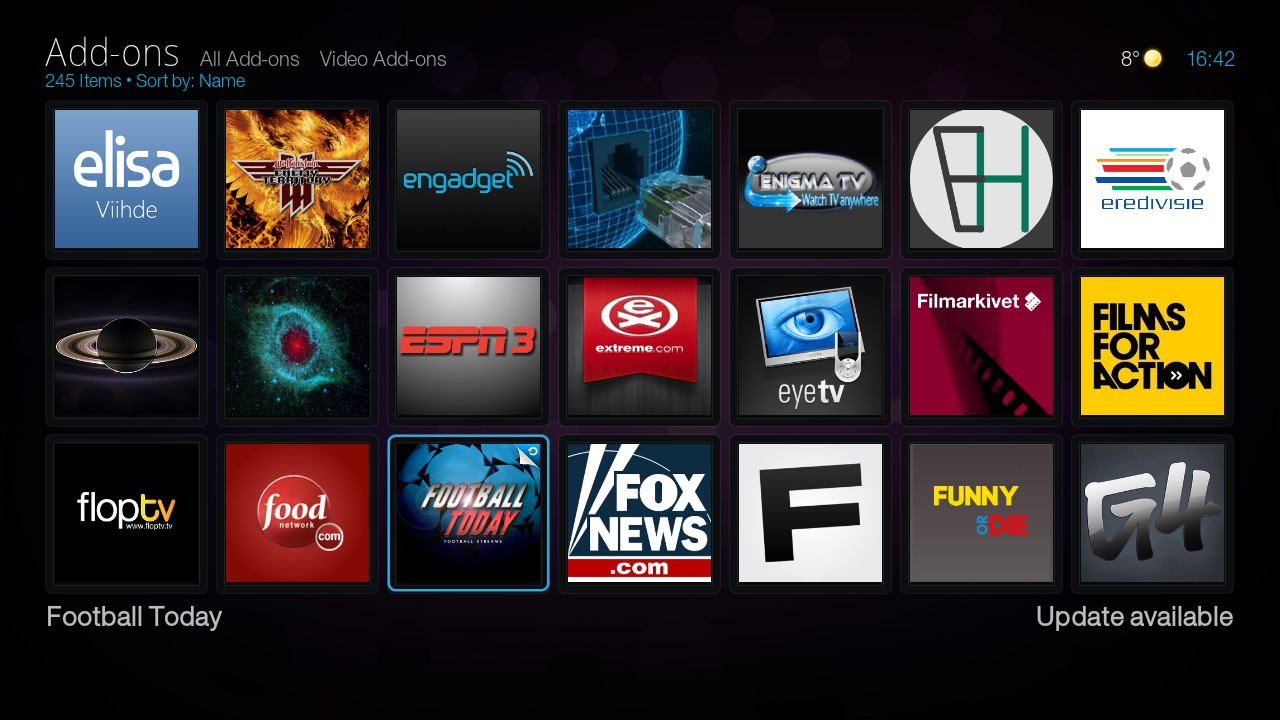 Add-ons All Add-ons Video Add-ons
245 Items • Sort by: Name
8° 16:42
elisa
Viihde
Wolfenstein
ENEMY
TERRITORY
engadget
ENIGMA TV
Watch TV anywhere
eredivisie
ESPN 3
ex
extreme.com
eyetv
Filmarkivet
FILMS
FOR
ACTION
floptv
www.floptv.tv
food
network
com
FOOTBALL
TODAY
FOOTBALL STREAMS
FOX
NEWS
.com
F
FUNNY
OR DIE
G4
Football Today
Update available